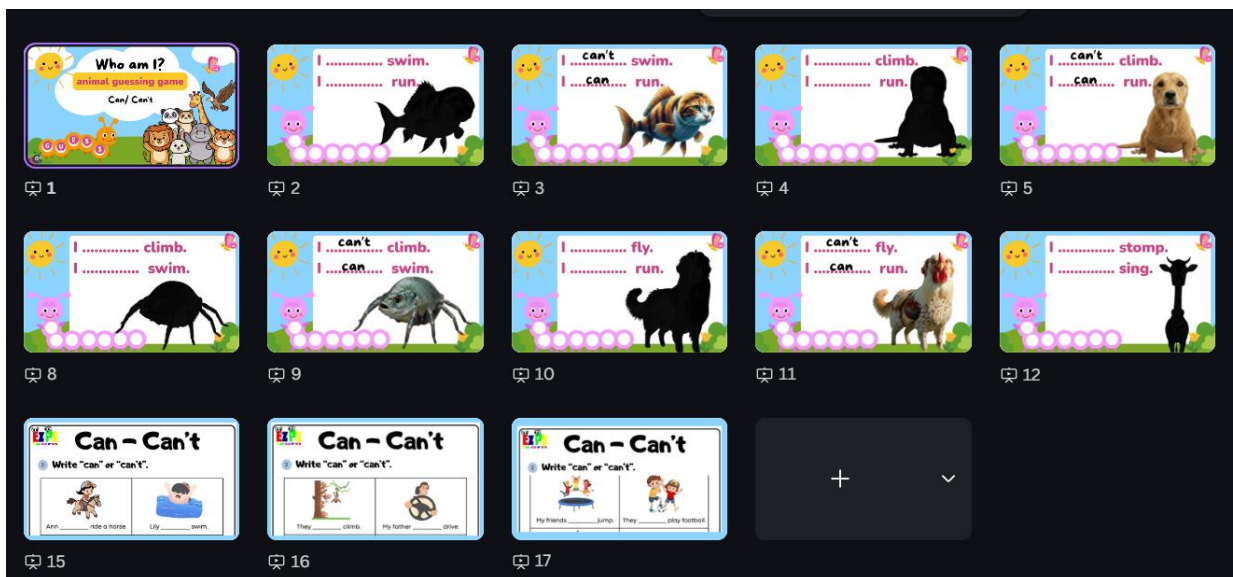 Who am I?
animal guessing game
Can/ Can't
GUESS
1
I .............. swim.
I .............. run.
2
I .... can't .... swim.
I .... can .... run.
3
I .............. climb.
I .............. run.
4
I .... can't .... climb.
I .... can .... run.
5
I .............. climb.
I .............. swim.
8
I .... can't .... climb.
I .... can .... swim.
9
I .............. fly.
I .............. run.
10
I .... can't .... fly.
I .... can .... run.
11
I .............. stomp.
I .............. sing.
12
Can – Can't
Write "can" or "can't".
Ann ________ ride a horse.
Lily ________ swim.
15
Can – Can't
Write "can" or "can't".
They ________ climb.
My father ________ drive.
16
Can – Can't
Write "can" or "can't".
My friends ________ jump.
They ________ play football.
17